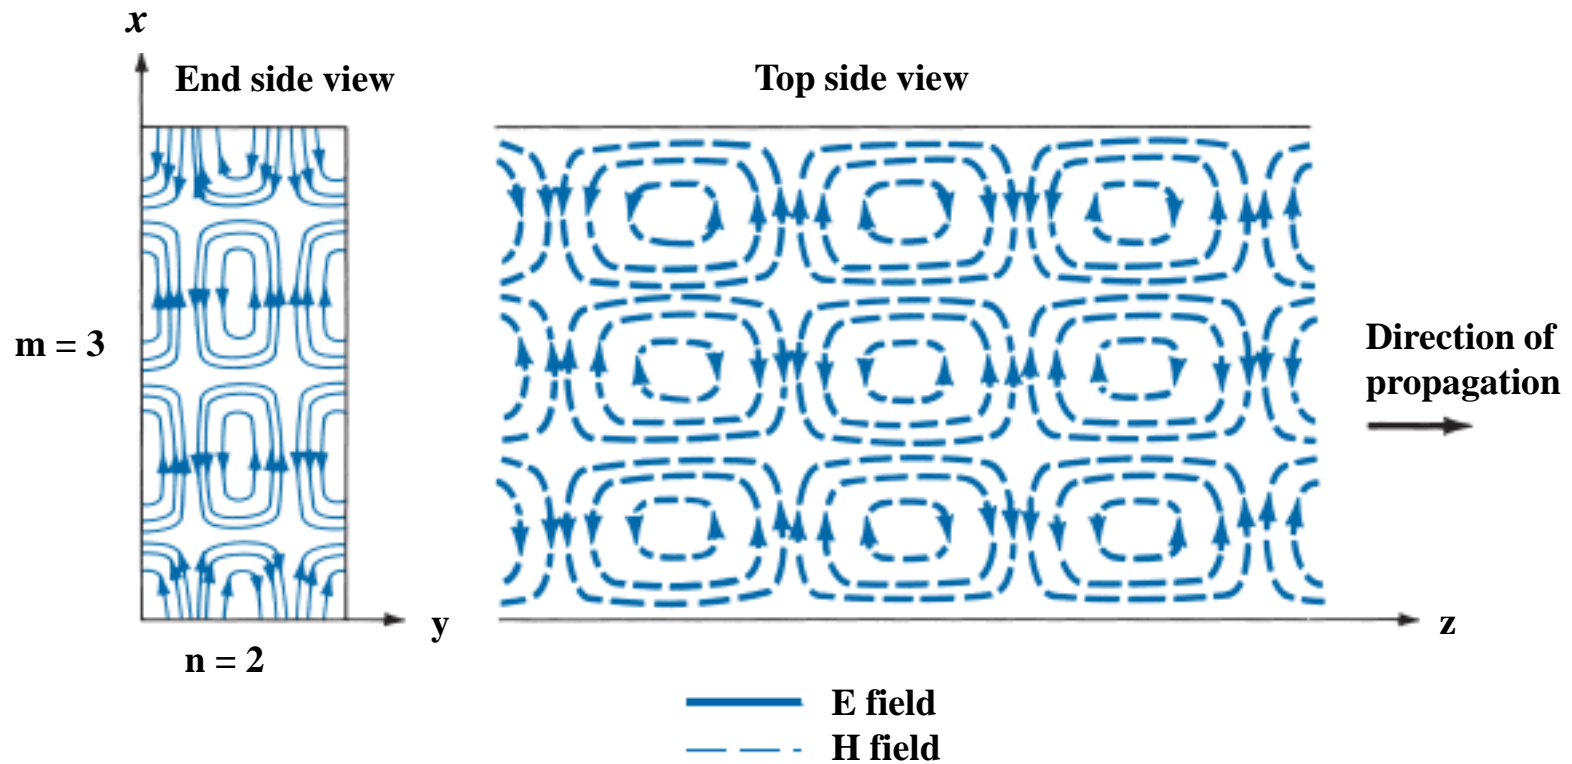 x
End side view
Top side view
m = 3
Direction of
propagation
y
z
n = 2
E field
H field